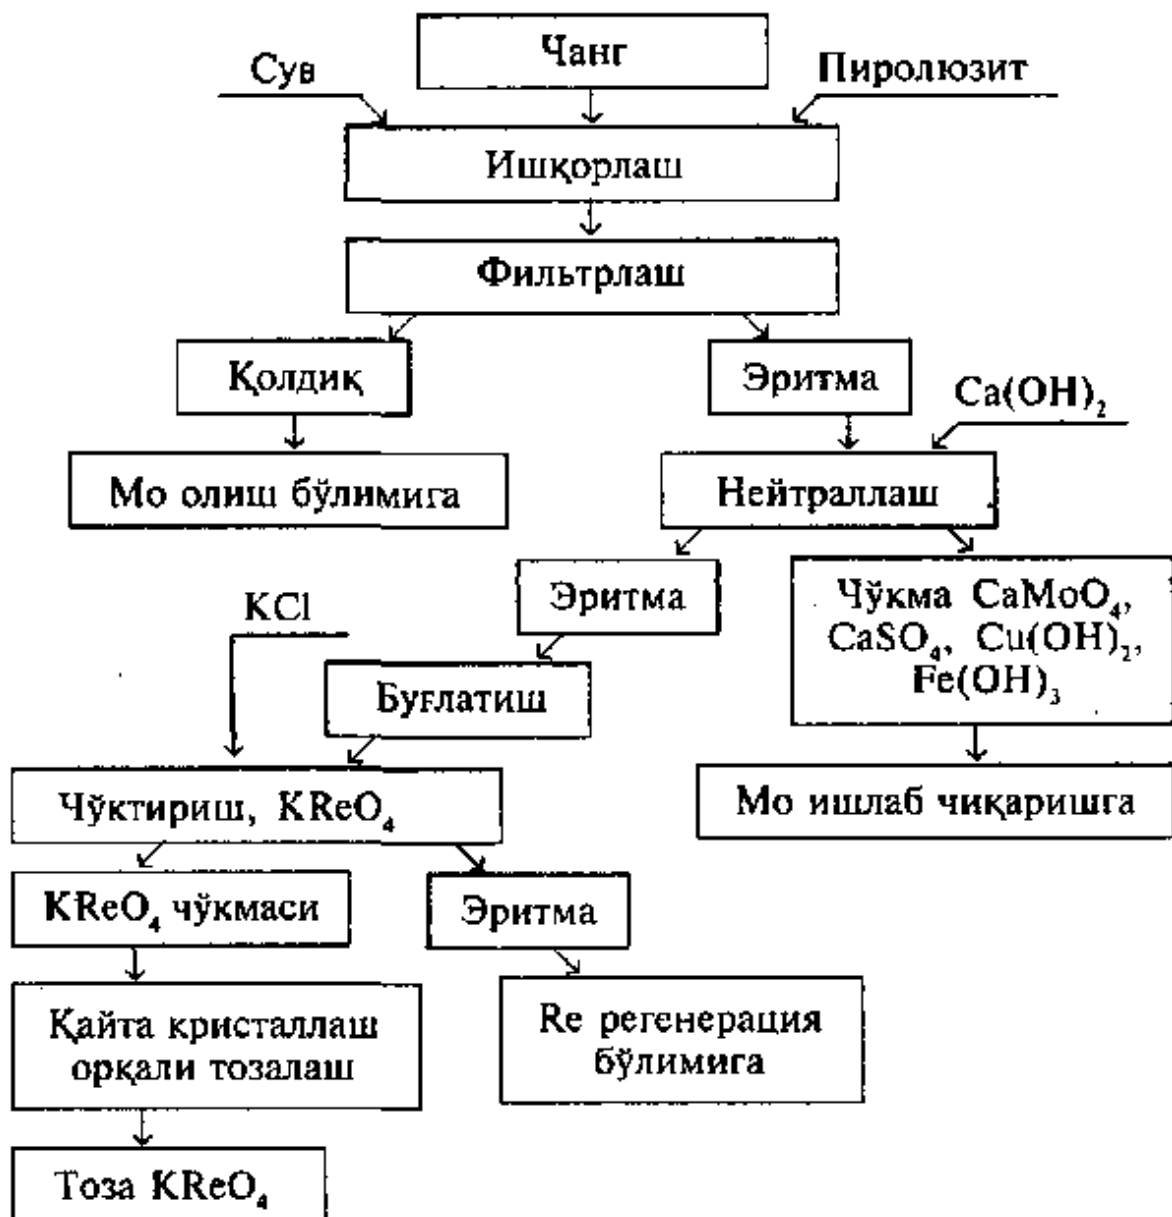 Чанг
Сув
Пиролюзит
Ишқорлаш
Фильтрлаш
Қолдиқ
Эритма
Ca(OH)₂
Мо олиш бўлимига
Нейтраллаш
Эритма
Чўкма CaMoO₄,
CaSO₄, Cu(OH)₂,
Fe(OH)₃
KCl
Буғлатиш
Чўктириш, KReO₄
Мо ишлаб чиқаришга
KReO₄ чўкмаси
Эритма
Қайта кристаллаш
орқали тозалаш
Re регенерация
бўлимига
Тоза KReO₄